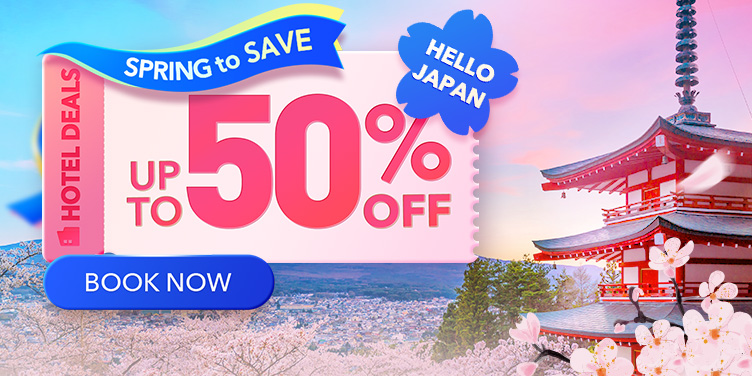 SPRING to SAVE
HELLO
JAPAN
HOTEL DEALS
UP
TO
50%
OFF
BOOK NOW